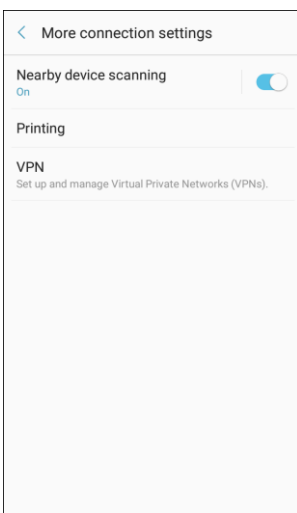 More connection settings
Nearby device scanning
On
Printing
VPN
Set up and manage Virtual Private Networks (VPNs).